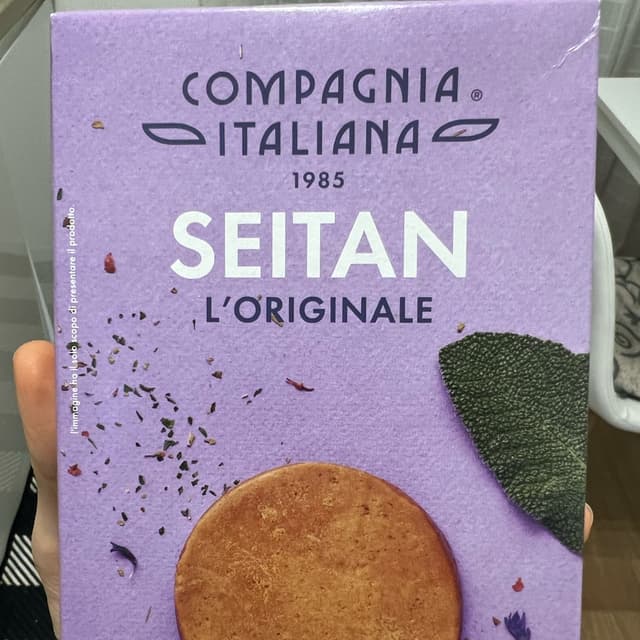 COMPAGNIA ®
ITALIANA
1985
SEITAN
L'ORIGINALE
l'immagine ha il solo scopo di presentare il prodotto.